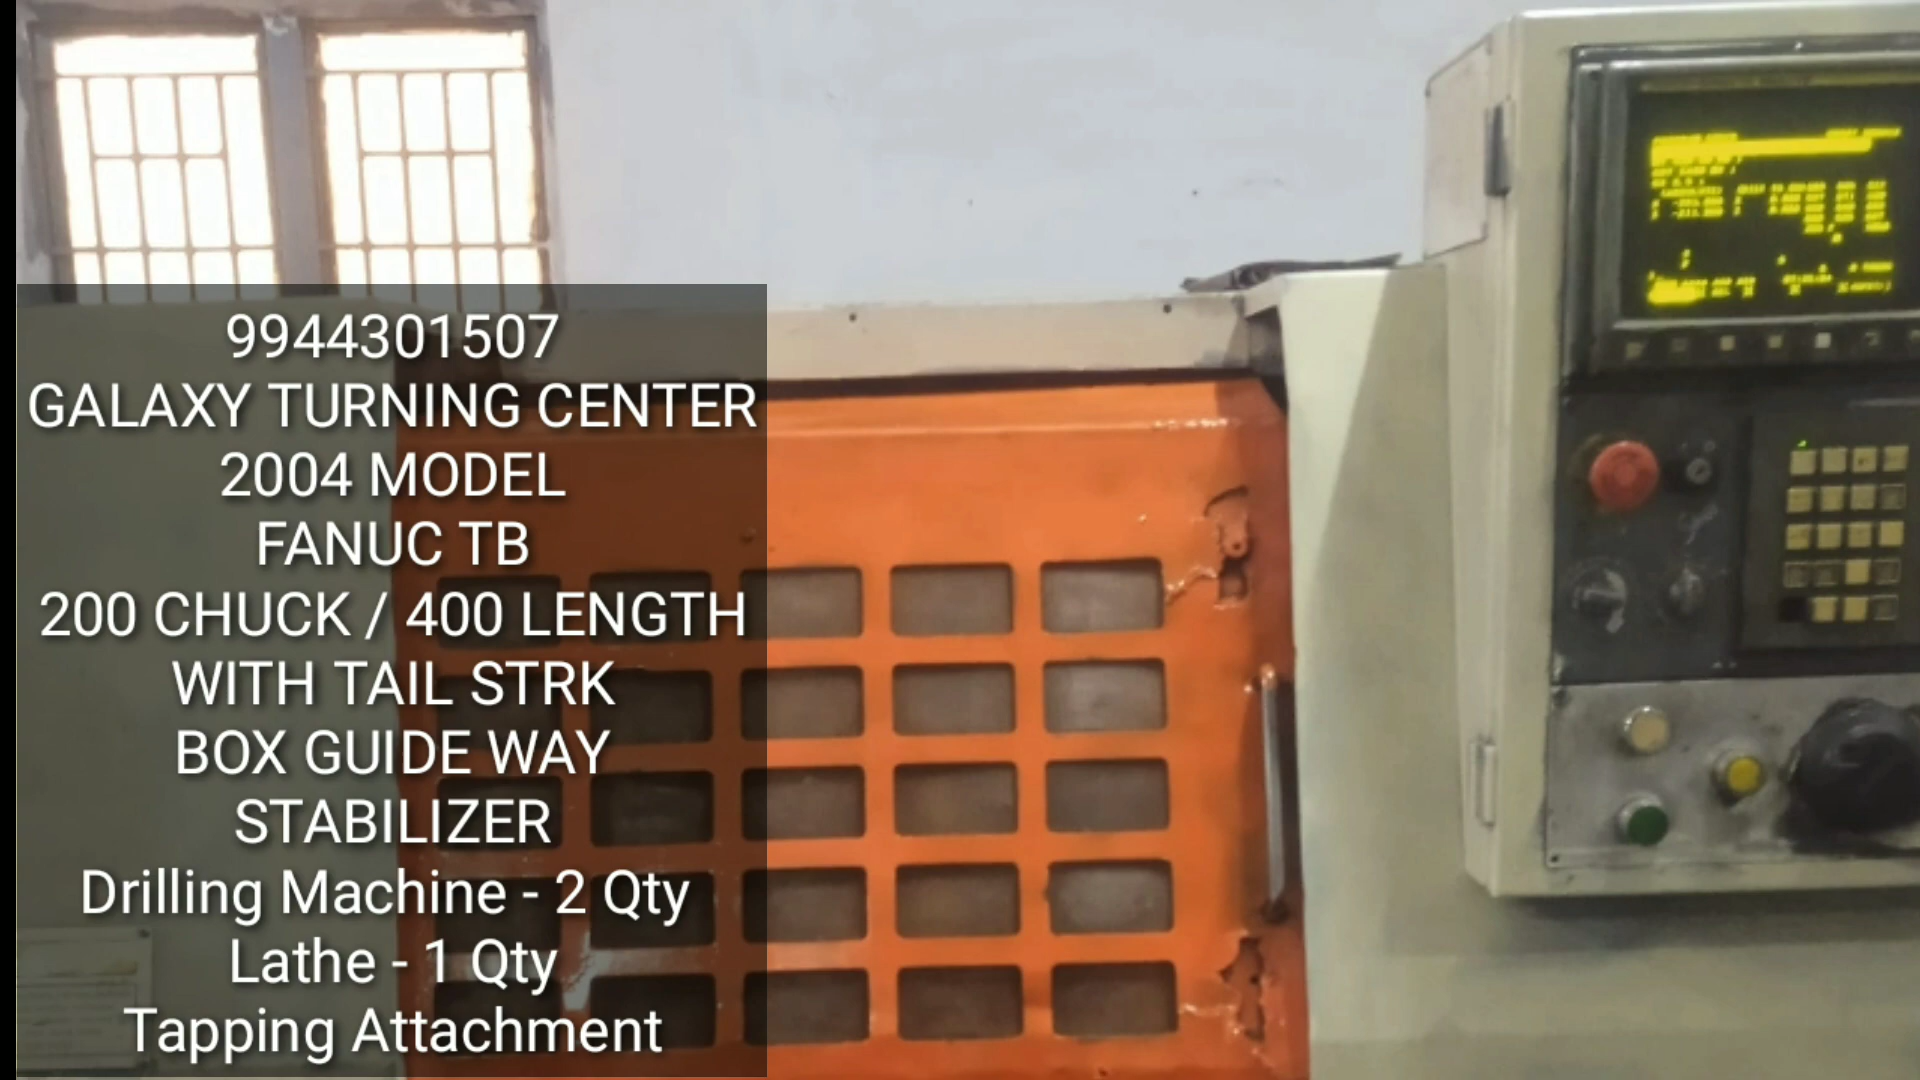 9944301507
GALAXY TURNING CENTER
2004 MODEL
FANUC TB
200 CHUCK / 400 LENGTH
WITH TAIL STRK
BOX GUIDE WAY
STABILIZER
Drilling Machine - 2 Qty
Lathe - 1 Qty
Tapping Attachment